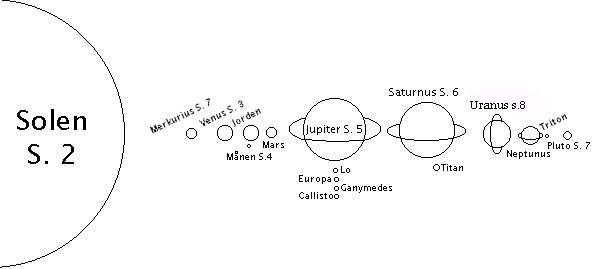 Solen
S. 2
Merkurius S. 7
Venus S. 3
Jorden
Månen S.4
Mars
Jupiter S. 5
Lo
Europa
Ganymedes
Callisto
Saturnus S. 6
Titan
Uranus s.8
Neptunus
Triton
Pluto S. 7